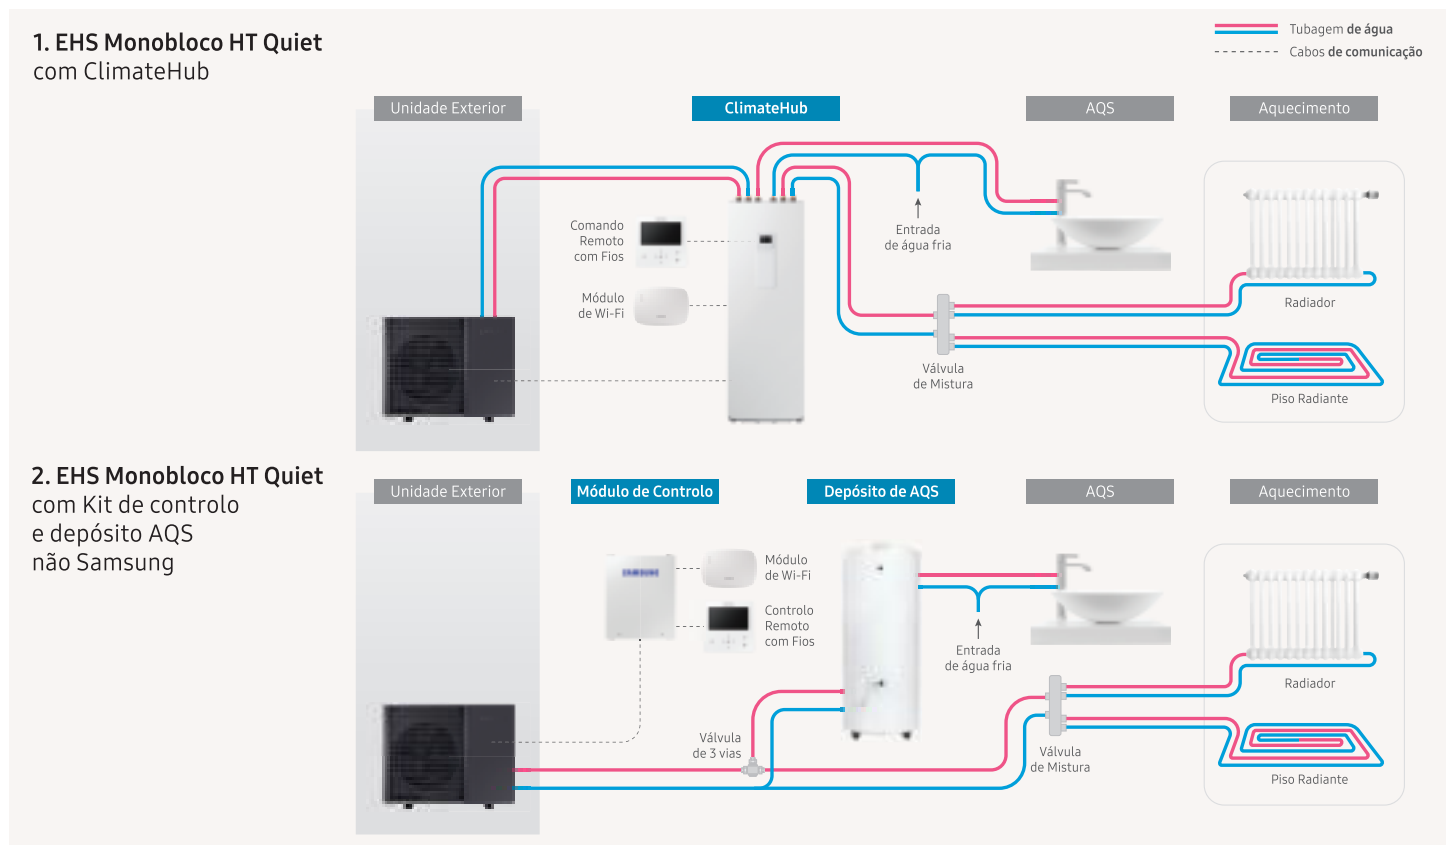 1. EHS Monobloco HT Quiet
com ClimateHub
Tubagem de água
Cabos de comunicação
Unidade Exterior
ClimateHub
AQS
Aquecimento
Comando
Remoto
com Fios
Módulo
de Wi-Fi
Entrada
de água fria
Válvula
de Mistura
Radiador
Piso Radiante
2. EHS Monobloco HT Quiet
com Kit de controlo
e depósito AQS
não Samsung
Unidade Exterior
Módulo de Controlo
Depósito de AQS
AQS
Aquecimento
SAMSUNG
Módulo
de Wi-Fi
Controlo
Remoto
com Fios
Válvula
de 3 vias
Entrada
de água fria
Válvula
de Mistura
Radiador
Piso Radiante